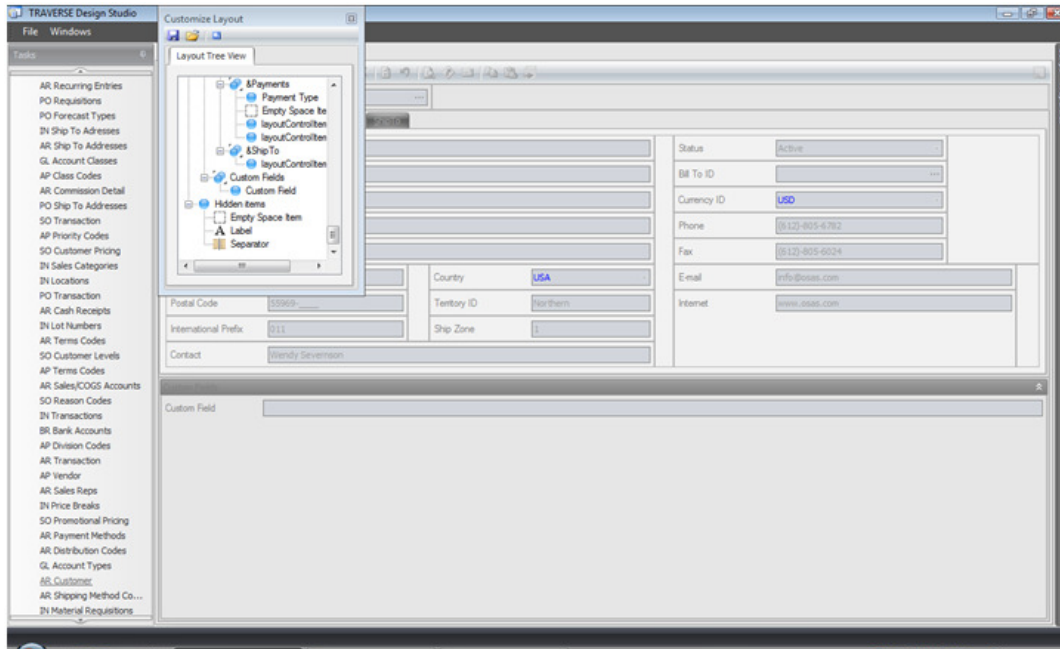 TRAVERSE Design Studio
File Windows
Tasks
AR Recurring Entries
PO Requisitions
PO Forecast Types
IN Ship To Adresses
AR Ship To Addresses
GL Account Classes
AP Class Codes
AR Commission Detail
PO Ship To Addresses
SO Transaction
AP Priority Codes
SO Customer Pricing
IN Sales Categories
IN Locations
PO Transaction
AR Cash Receipts
IN Lot Numbers
AR Terms Codes
SO Customer Levels
AP Terms Codes
AR Sales/COGS Accounts
SO Reason Codes
IN Transactions
BR Bank Accounts
AP Division Codes
AR Transaction
AP Vendor
AR Sales Reps
IN Price Breaks
SO Promotional Pricing
AR Payment Methods
AR Distribution Codes
GL Account Types
AR Customer
AR Shipping Method Co...
IN Material Requisitions
Customize Layout
Layout Tree View
&Payments
Payment Type
Empty Space Ite
layoutControlItem
layoutControlItem
&ShipTo
layoutControlItem
Custom Fields
Custom Field
Hidden items
Empty Space Item
A Label
Separator
ShipTo
Status Active
Bill To ID
Currency ID USD
Phone (612)-805-6782
Fax (612)-805-6024
Country USA E-mail info@osas.com
Postal Code 55969-____ Territory ID Northern Internet www.osas.com
International Prefix 011 Ship Zone 1
Contact Wendy Severnson
Custom Fields
Custom Field